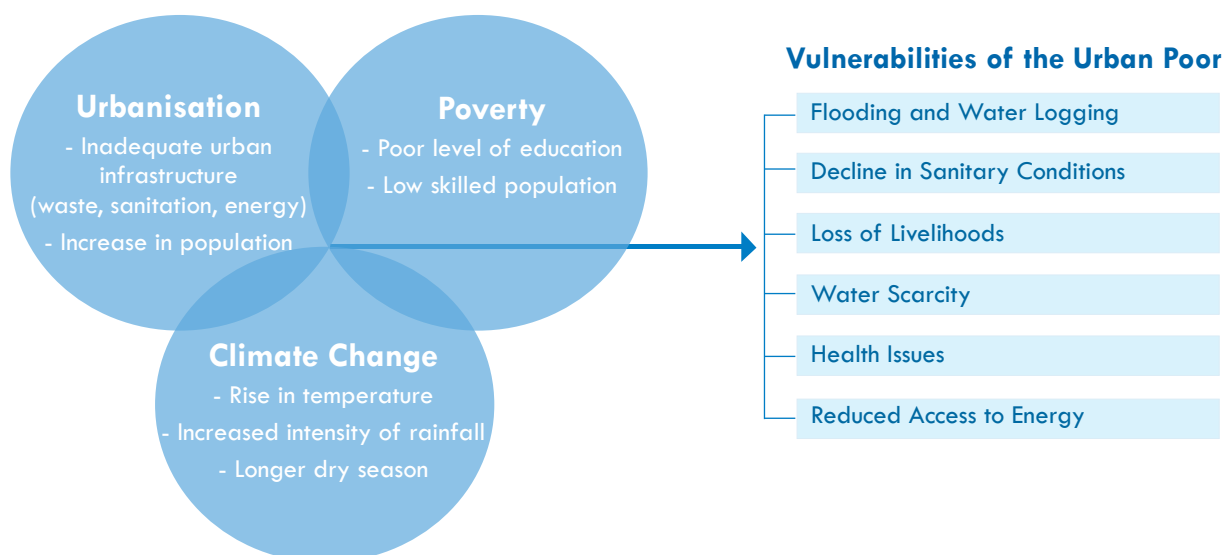 Urbanisation
- Inadequate urban
infrastructure
(waste, sanitation, energy)
- Increase in population
Poverty
- Poor level of education
- Low skilled population
Climate Change
- Rise in temperature
- Increased intensity of rainfall
- Longer dry season
Vulnerabilities of the Urban Poor
Flooding and Water Logging
Decline in Sanitary Conditions
Loss of Livelihoods
Water Scarcity
Health Issues
Reduced Access to Energy